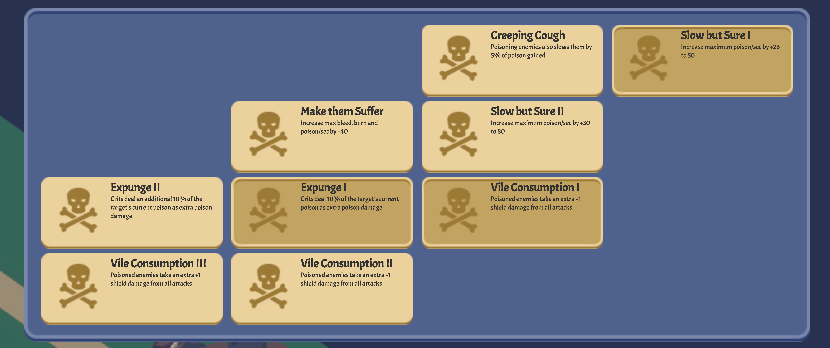 Creeping Cough
Poisoning enemies also slows them by
5% of poison gained
Slow but Sure I
Increase maximum poison/sec by +25
to 50
Make them Suffer
Increase max bleed, burn and
poison/sec by +10
Slow but Sure II
Increase maximum poison/sec by +30
to 80
Expunge II
Crits deal an additional 10% of the
target's current poison as extra poison
damage
Expunge I
Crits deal 10% of the target's current
poison as extra poison damage
Vile Consumption I
Poisoned enemies take an extra +1
shield damage from all attacks
Vile Consumption III
Poisoned enemies take an extra +1
shield damage from all attacks
Vile Consumption II
Poisoned enemies take an extra +1
shield damage from all attacks